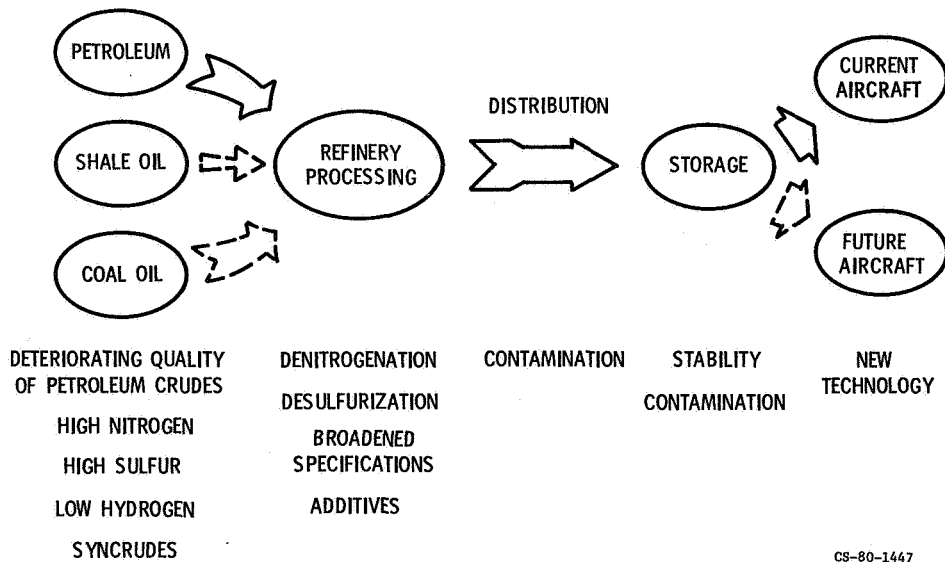 PETROLEUM
SHALE OIL
COAL OIL
REFINERY
PROCESSING
DISTRIBUTION
STORAGE
CURRENT
AIRCRAFT
FUTURE
AIRCRAFT
DETERIORATING QUALITY
OF PETROLEUM CRUDES
HIGH NITROGEN
HIGH SULFUR
LOW HYDROGEN
SYNCRUDES
DENITROGENATION
DESULFURIZATION
BROADENED
SPECIFICATIONS
ADDITIVES
CONTAMINATION
STABILITY
CONTAMINATION
NEW
TECHNOLOGY
CS-80-1447